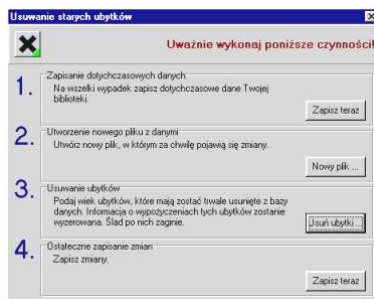 Usuwanie starych ubytków
Uważnie wykonaj poniższe czynności!
1.
Zapisanie dotychczasowych danych
Na wszelki wypadek zapisz dotychczasowe dane Twojej
biblioteki.
Zapisz teraz
2.
Utworzenie nowego pliku z danymi
Utwórz nowy plik, w którym za chwilę pojawią się zmiany.
Nowy plik ...
3.
Usuwanie ubytków
Podaj wiek ubytków, które mają zostać trwale usunięte z bazy
danych. Informacja o wypożyczeniach tych ubytków zostanie
wyzerowana. Ślad po nich zaginie.
Usuń ubytki ...
4.
Ostateczne zapisanie zmian
Zapisz zmiany.
Zapisz teraz